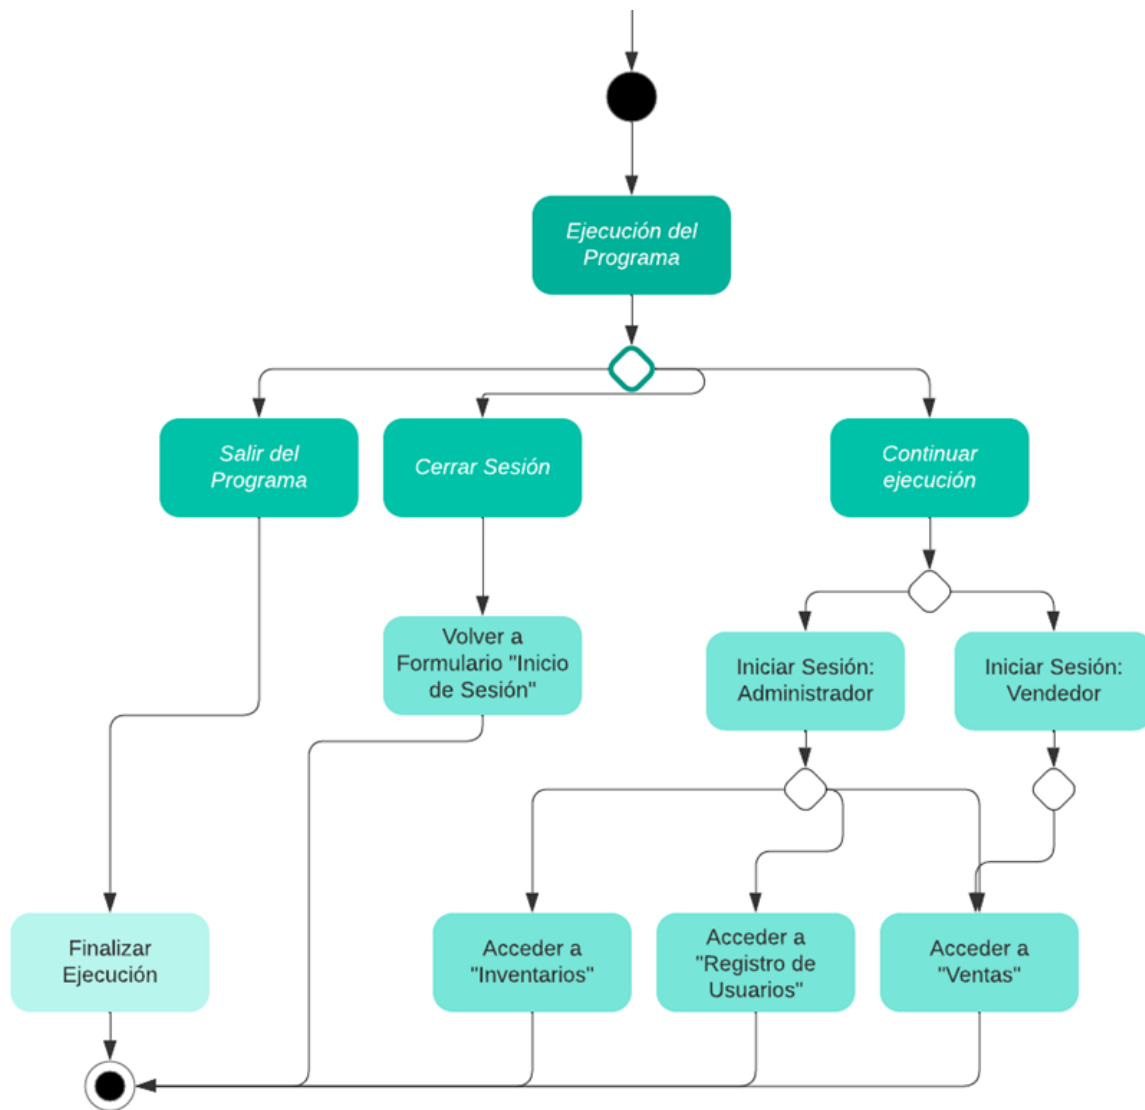 Ejecución del
Programa
Salir del
Programa
Cerrar Sesión
Continuar
ejecución
Volver a
Formulario "Inicio
de Sesión"
Iniciar Sesión:
Administrador
Iniciar Sesión:
Vendedor
Finalizar
Ejecución
Acceder a
"Inventarios"
Acceder a
"Registro de
Usuarios"
Acceder a
"Ventas"